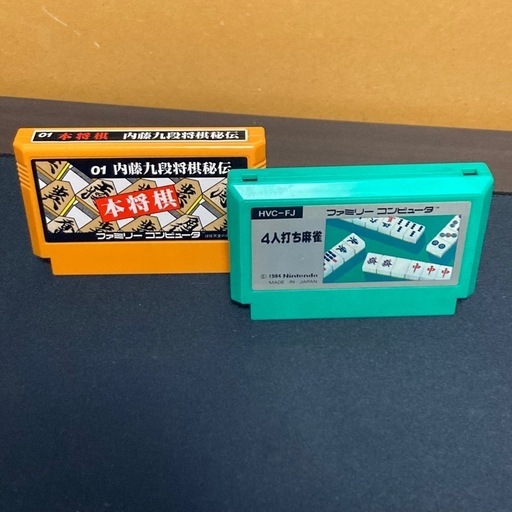 01 本将棋 内藤九段将棋秘伝
01 内藤九段将棋秘伝
本将棋
ファミリー コンピュータ
HVC-FJ
ファミリー コンピュータ
4人打ち麻雀
© 1984 Nintendo
MADE IN JAPAN